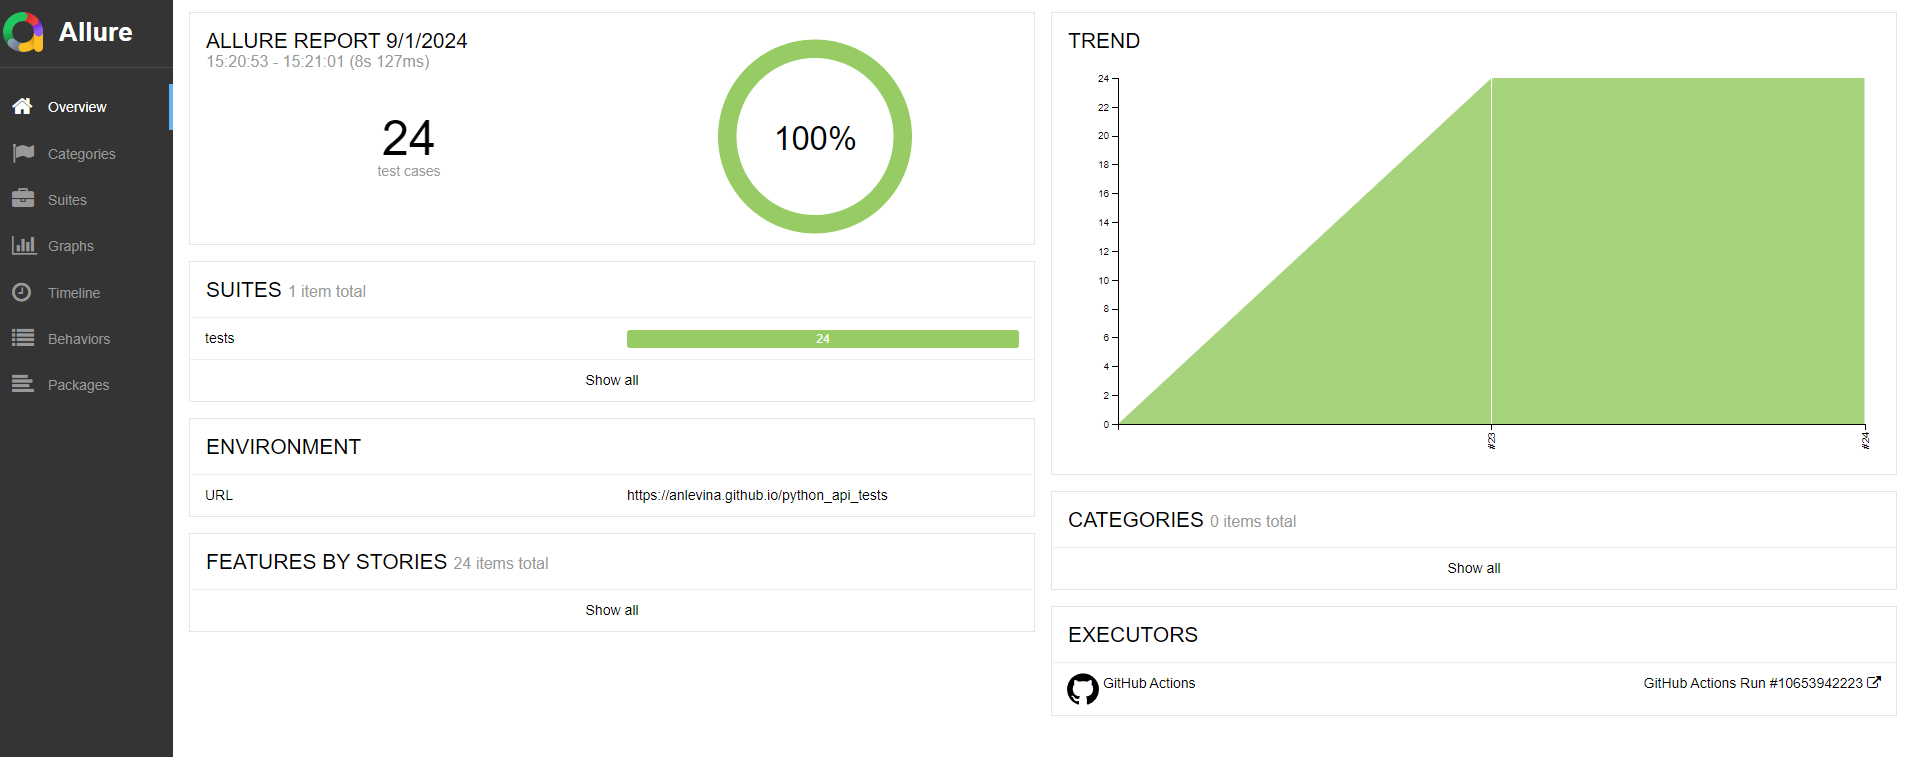 Allure
Overview
Categories
Suites
Graphs
Timeline
Behaviors
Packages
ALLURE REPORT 9/1/2024
15:20:53 - 15:21:01 (8s 127ms)
24
test cases
100%
SUITES 1 item total
tests 24
Show all
ENVIRONMENT
URL https://anlevina.github.io/python_api_tests
FEATURES BY STORIES 24 items total
Show all
TREND
24
22
20
18
16
14
12
10
8
6
4
2
0
#23
#24
CATEGORIES 0 items total
Show all
EXECUTORS
GitHub Actions GitHub Actions Run #10653942223